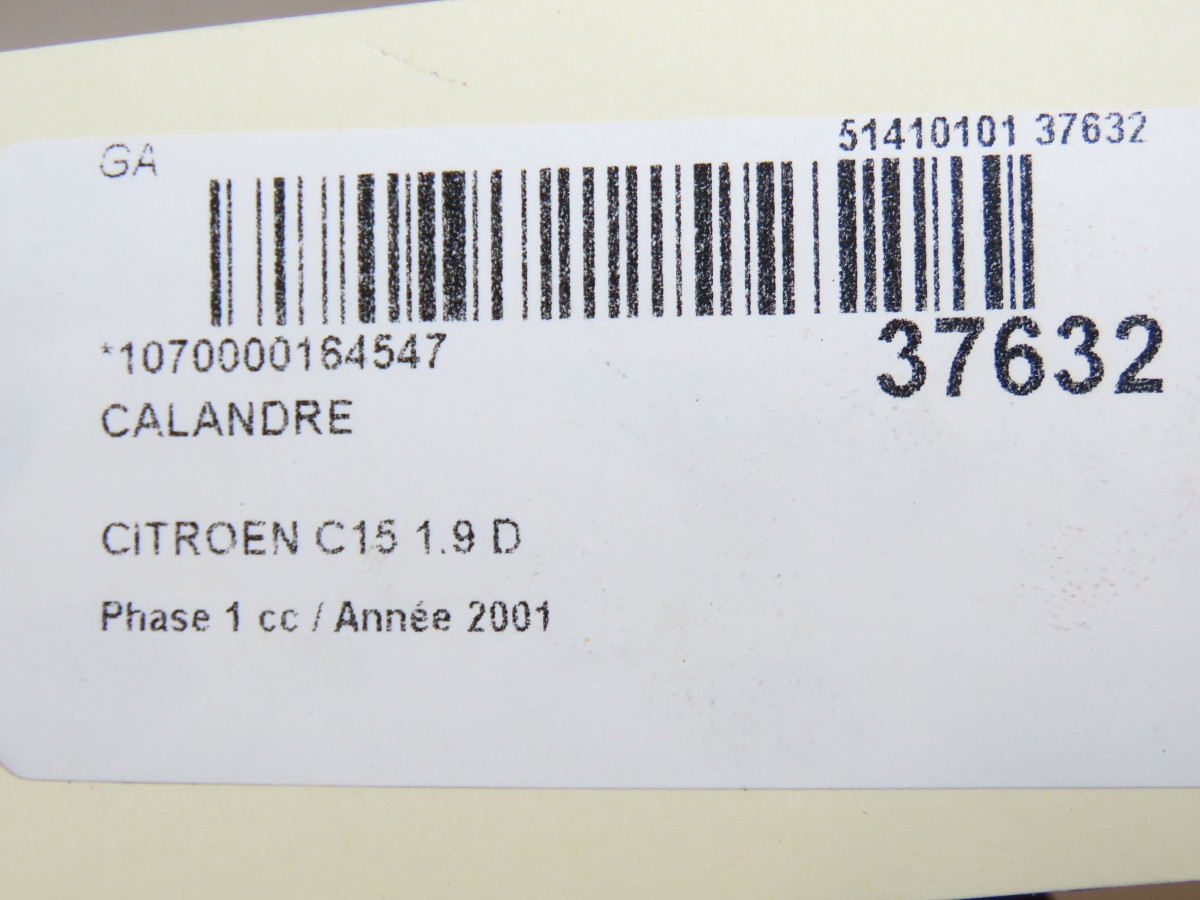 GA
51410101 37632
*1070000164547
37632
CALANDRE
CITROEN C15 1.9 D
Phase 1 cc / Année 2001